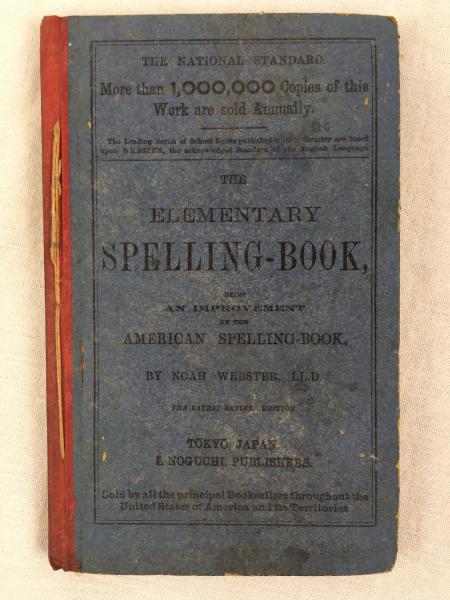 THE NATIONAL STANDARD.
More than 1,000,000 Copies of this
Work are sold Annually.
The Leading Series of School Books published in this Country are based
upon WEBSTER, the acknowledged Standard of the English Language.
THE
ELEMENTARY
SPELLING-BOOK,
BEING
AN IMPROVEMENT
ON THE
AMERICAN SPELLING-BOOK,
BY NOAH WEBSTER, LL.D.
THE LATEST REVISED EDITION.
TOKYO, JAPAN.
I. NOGUCHI, PUBLISHERS.
Sold by all the principal Booksellers throughout the
United States of America and its Territories